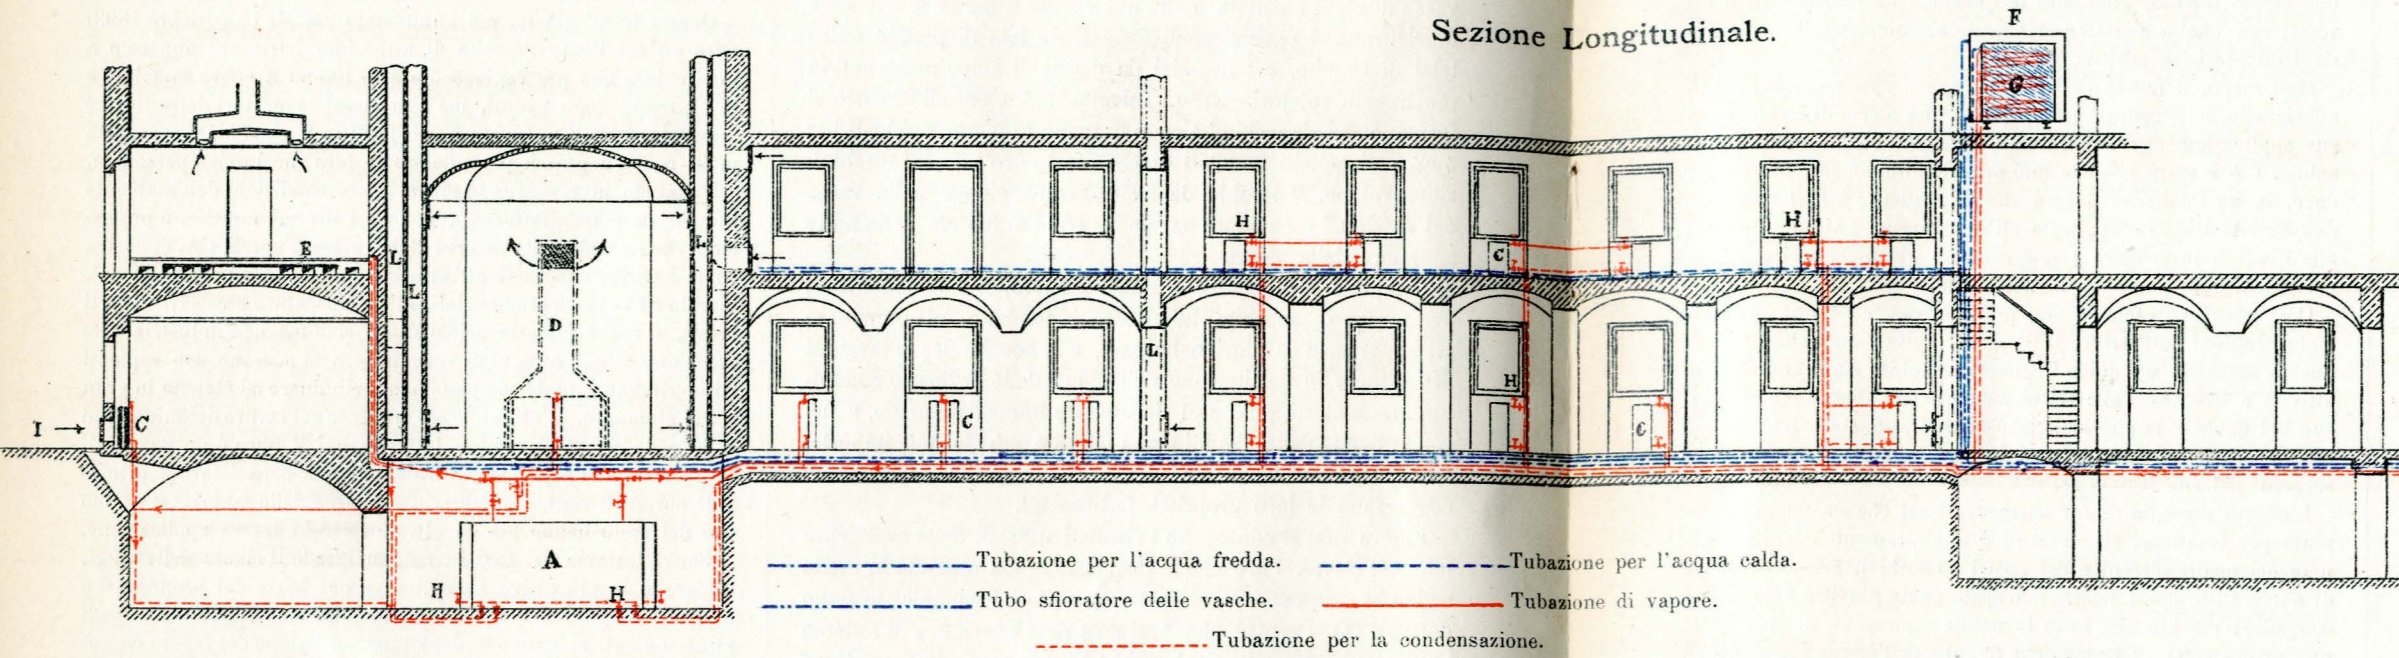 Sezione Longitudinale.
F
G
H
H
E
L
L
L
C
D
L
H
I
C
C
C
A
H
H
Tubazione per l'acqua fredda.
Tubazione per l'acqua calda.
Tubo sfioratore delle vasche.
Tubazione di vapore.
Tubazione per la condensazione.